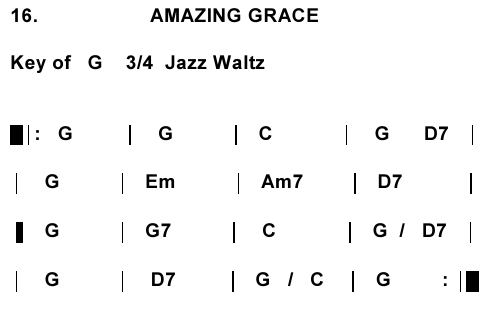 16. AMAZING GRACE
Key of G 3/4 Jazz Waltz
|: G | G | C | G D7 |
| G | Em | Am7 | D7 |
| G | G7 | C | G / D7 |
| G | D7 | G / C | G :|